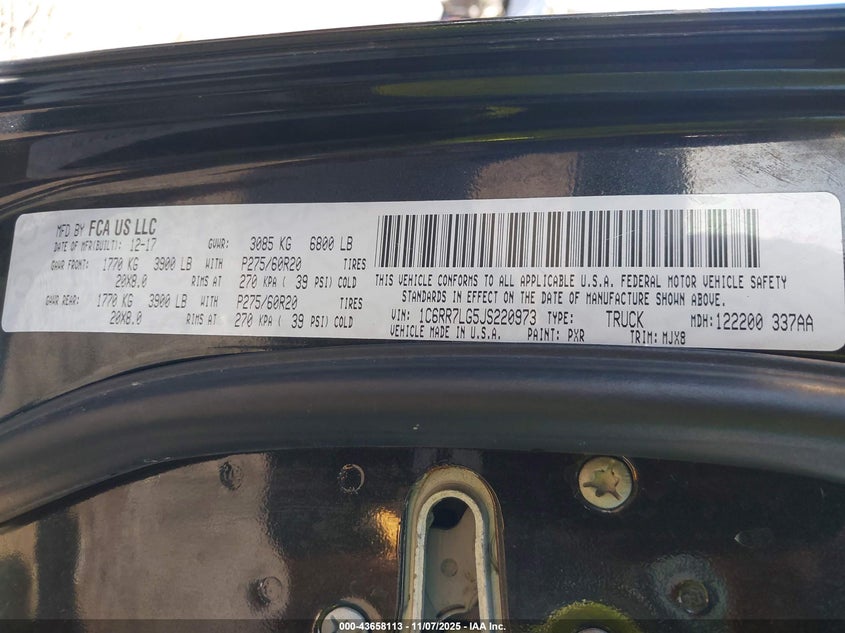 MFD BY FCA US LLC
DATE OF MFR(BUILT): 12-17 GVWR: 3085 KG 6800 LB
GAWR FRONT: 1770 KG 3900 LB WITH P275/60R20 TIRES
20X8.0 RIMS AT 270 KPA ( 39 PSI) COLD
GAWR REAR: 1770 KG 3900 LB WITH P275/60R20 TIRES
20X8.0 RIMS AT 270 KPA ( 39 PSI) COLD
THIS VEHICLE CONFORMS TO ALL APPLICABLE U.S.A. FEDERAL MOTOR VEHICLE SAFETY
STANDARDS IN EFFECT ON THE DATE OF MANUFACTURE SHOWN ABOVE.
VIN: 1C6RR7LG5JS220973 TYPE: TRUCK MDH: 122200 337AA
VEHICLE MADE IN U.S.A. PAINT: PXR TRIM: MJX8
000-43658113 - 11/07/2025 - IAA Inc.